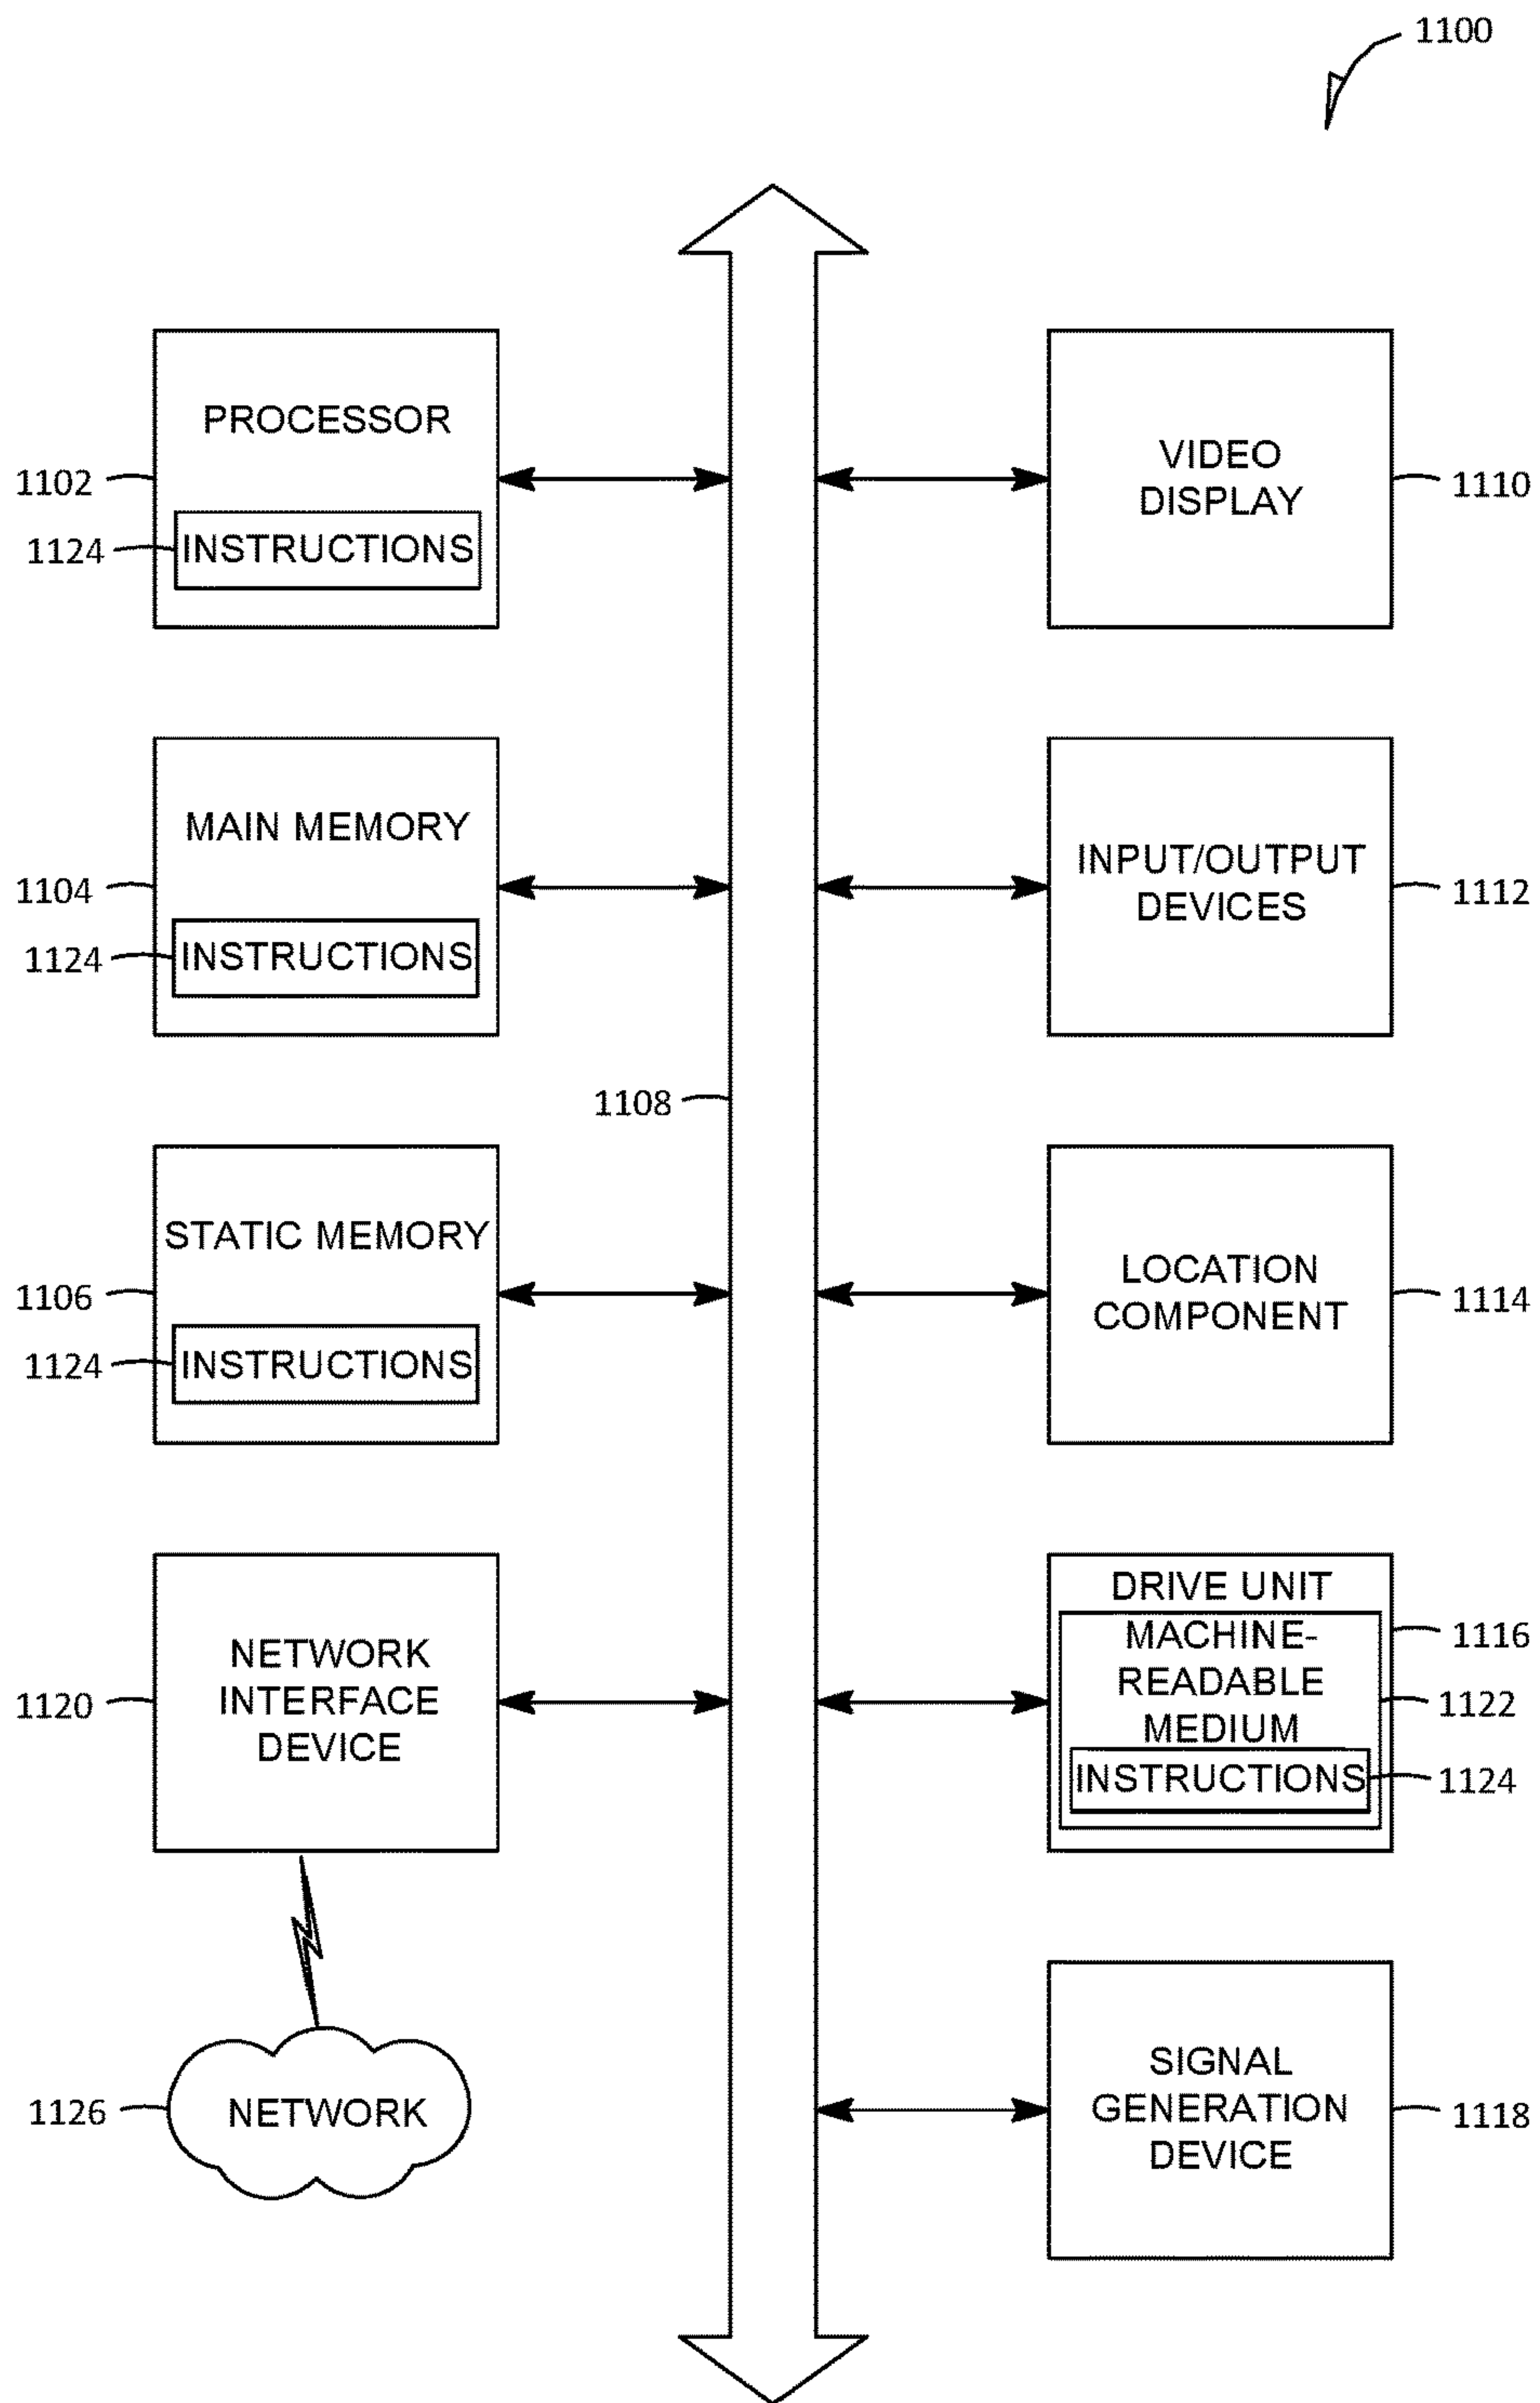 1100
PROCESSOR
1102
1124
INSTRUCTIONS
VIDEO
DISPLAY
1110
MAIN MEMORY
1104
1124
INSTRUCTIONS
INPUT/OUTPUT
DEVICES
1112
1108
STATIC MEMORY
1106
1124
INSTRUCTIONS
LOCATION
COMPONENT
1114
NETWORK
INTERFACE
DEVICE
1120
DRIVE UNIT
1116
MACHINE-
READABLE
MEDIUM
1122
INSTRUCTIONS
1124
1126
NETWORK
SIGNAL
GENERATION
DEVICE
1118